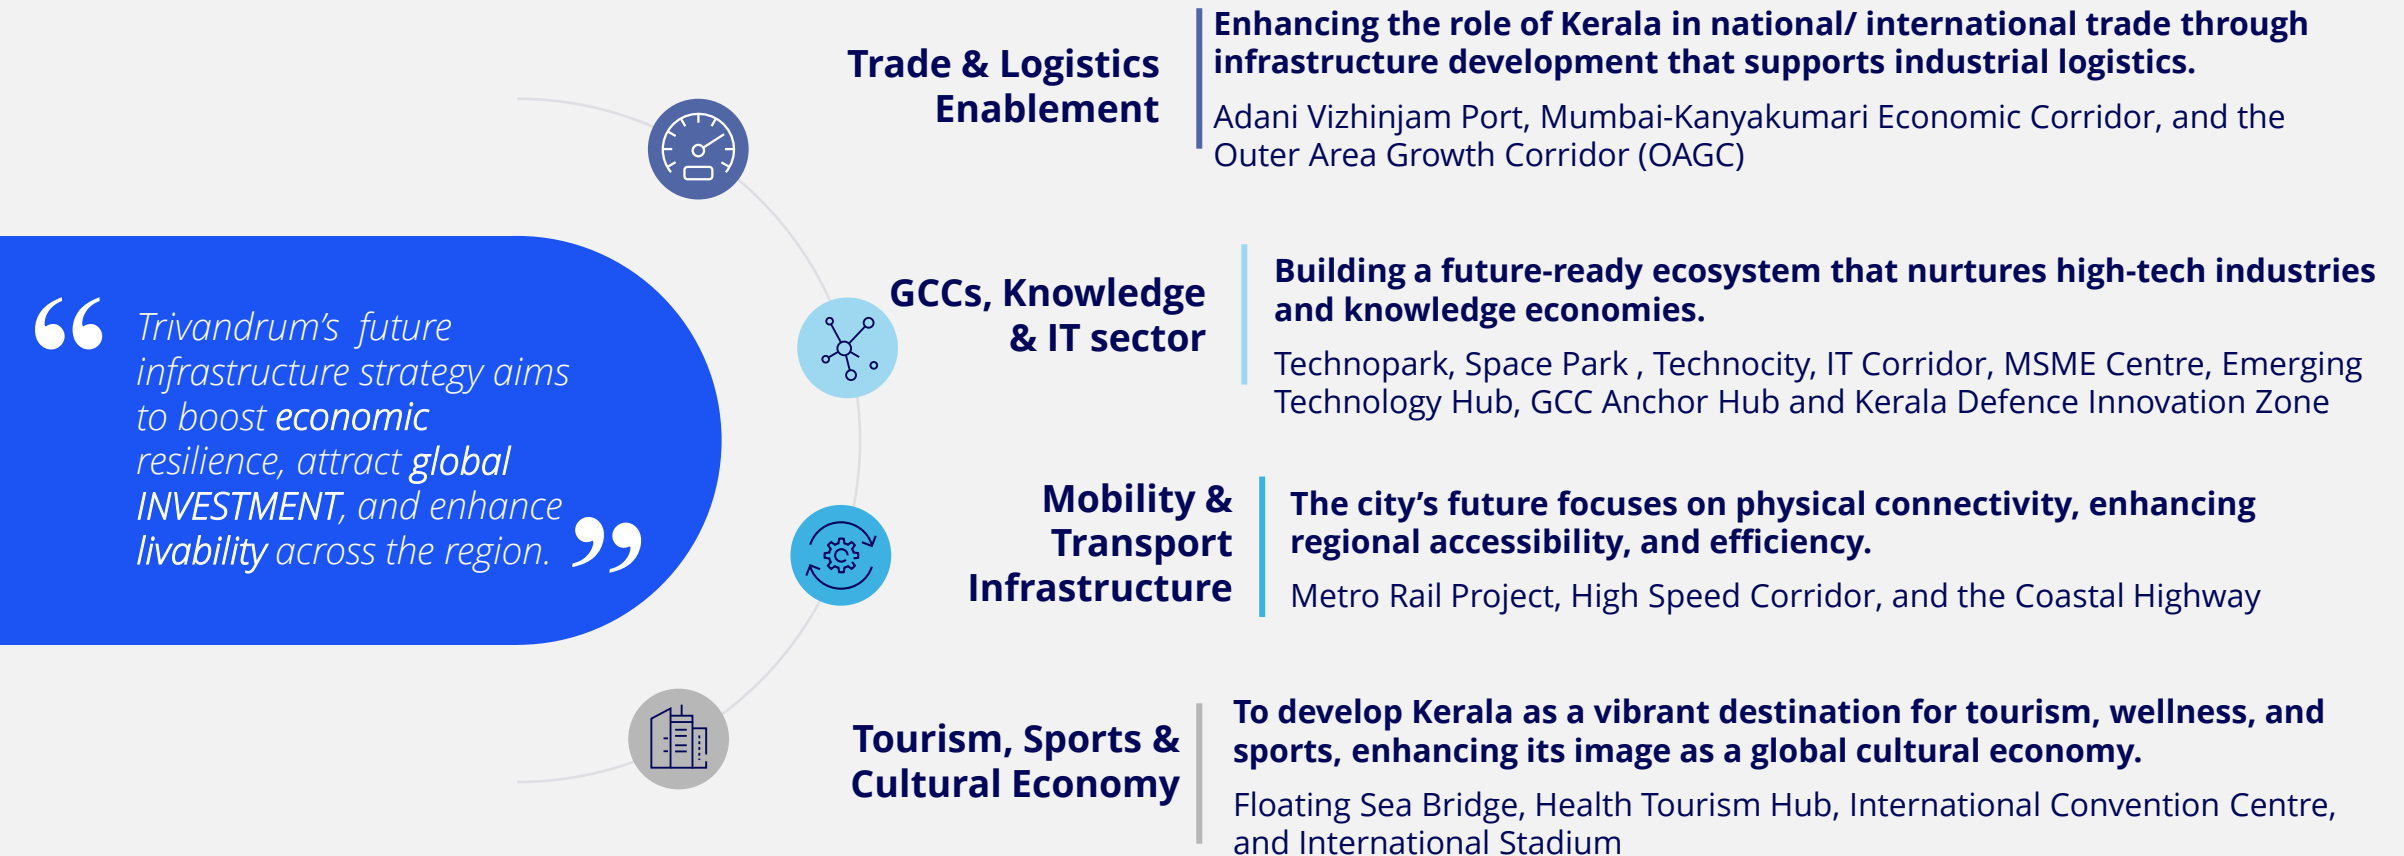 Trade & Logistics
Enablement
Enhancing the role of Kerala in national/ international trade through
infrastructure development that supports industrial logistics.
Adani Vizhinjam Port, Mumbai-Kanyakumari Economic Corridor, and the
Outer Area Growth Corridor (OAGC)
“ Trivandrum’s  future
infrastructure strategy aims
to boost economic
resilience, attract global
INVESTMENT, and enhance
livability across the region. ”
GCCs, Knowledge
& IT sector
Building a future-ready ecosystem that nurtures high-tech industries
and knowledge economies.
Technopark, Space Park , Technocity, IT Corridor, MSME Centre, Emerging
Technology Hub, GCC Anchor Hub and Kerala Defence Innovation Zone
Mobility &
Transport
Infrastructure
The city’s future focuses on physical connectivity, enhancing
regional accessibility, and efficiency.
Metro Rail Project, High Speed Corridor, and the Coastal Highway
Tourism, Sports &
Cultural Economy
To develop Kerala as a vibrant destination for tourism, wellness, and
sports, enhancing its image as a global cultural economy.
Floating Sea Bridge, Health Tourism Hub, International Convention Centre,
and International Stadium